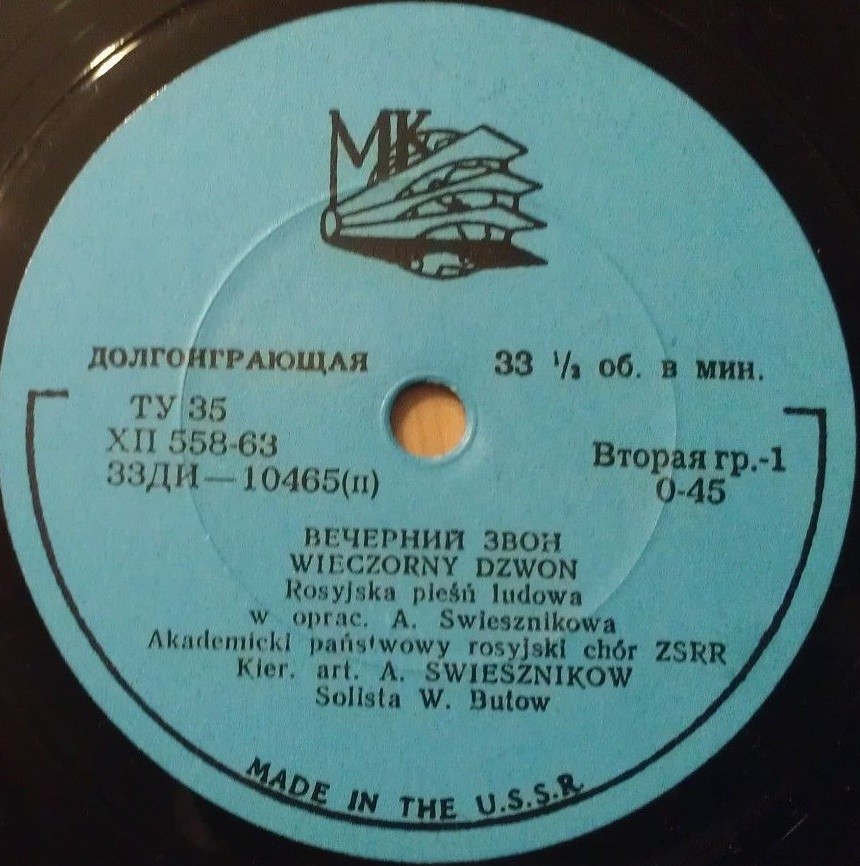 МК
ДОЛГОИГРАЮЩАЯ 33 ⅓ об. в мин.
ТУ 35
ХП 558-63
33ДИ—10465(п)
Вторая гр.-1
0-45
ВЕЧЕРНИЙ ЗВОН
WIECZORNY DZWON
Rosyjska pieśń ludowa
w oprac. A. Swiesznikowa
Akademicki państwowy rosyjski chór ZSRR
Kier. art. A. SWIESZNIKOW
Solista W. Butow
MADE IN THE U.S.S.R.